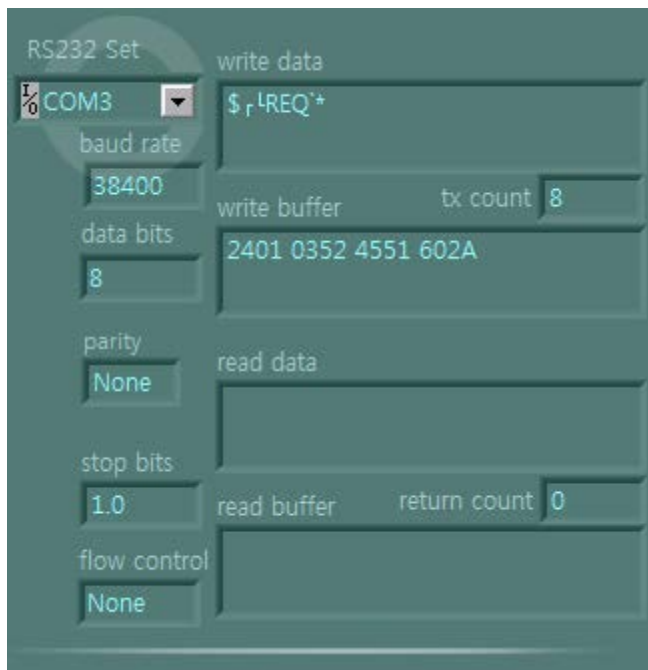 RS232 Set
I/O COM3
baud rate
38400
data bits
8
parity
None
stop bits
1.0
flow control
None
write data
$┌└REQ`*
write buffer
tx count 8
2401 0352 4551 602A
read data
read buffer
return count 0